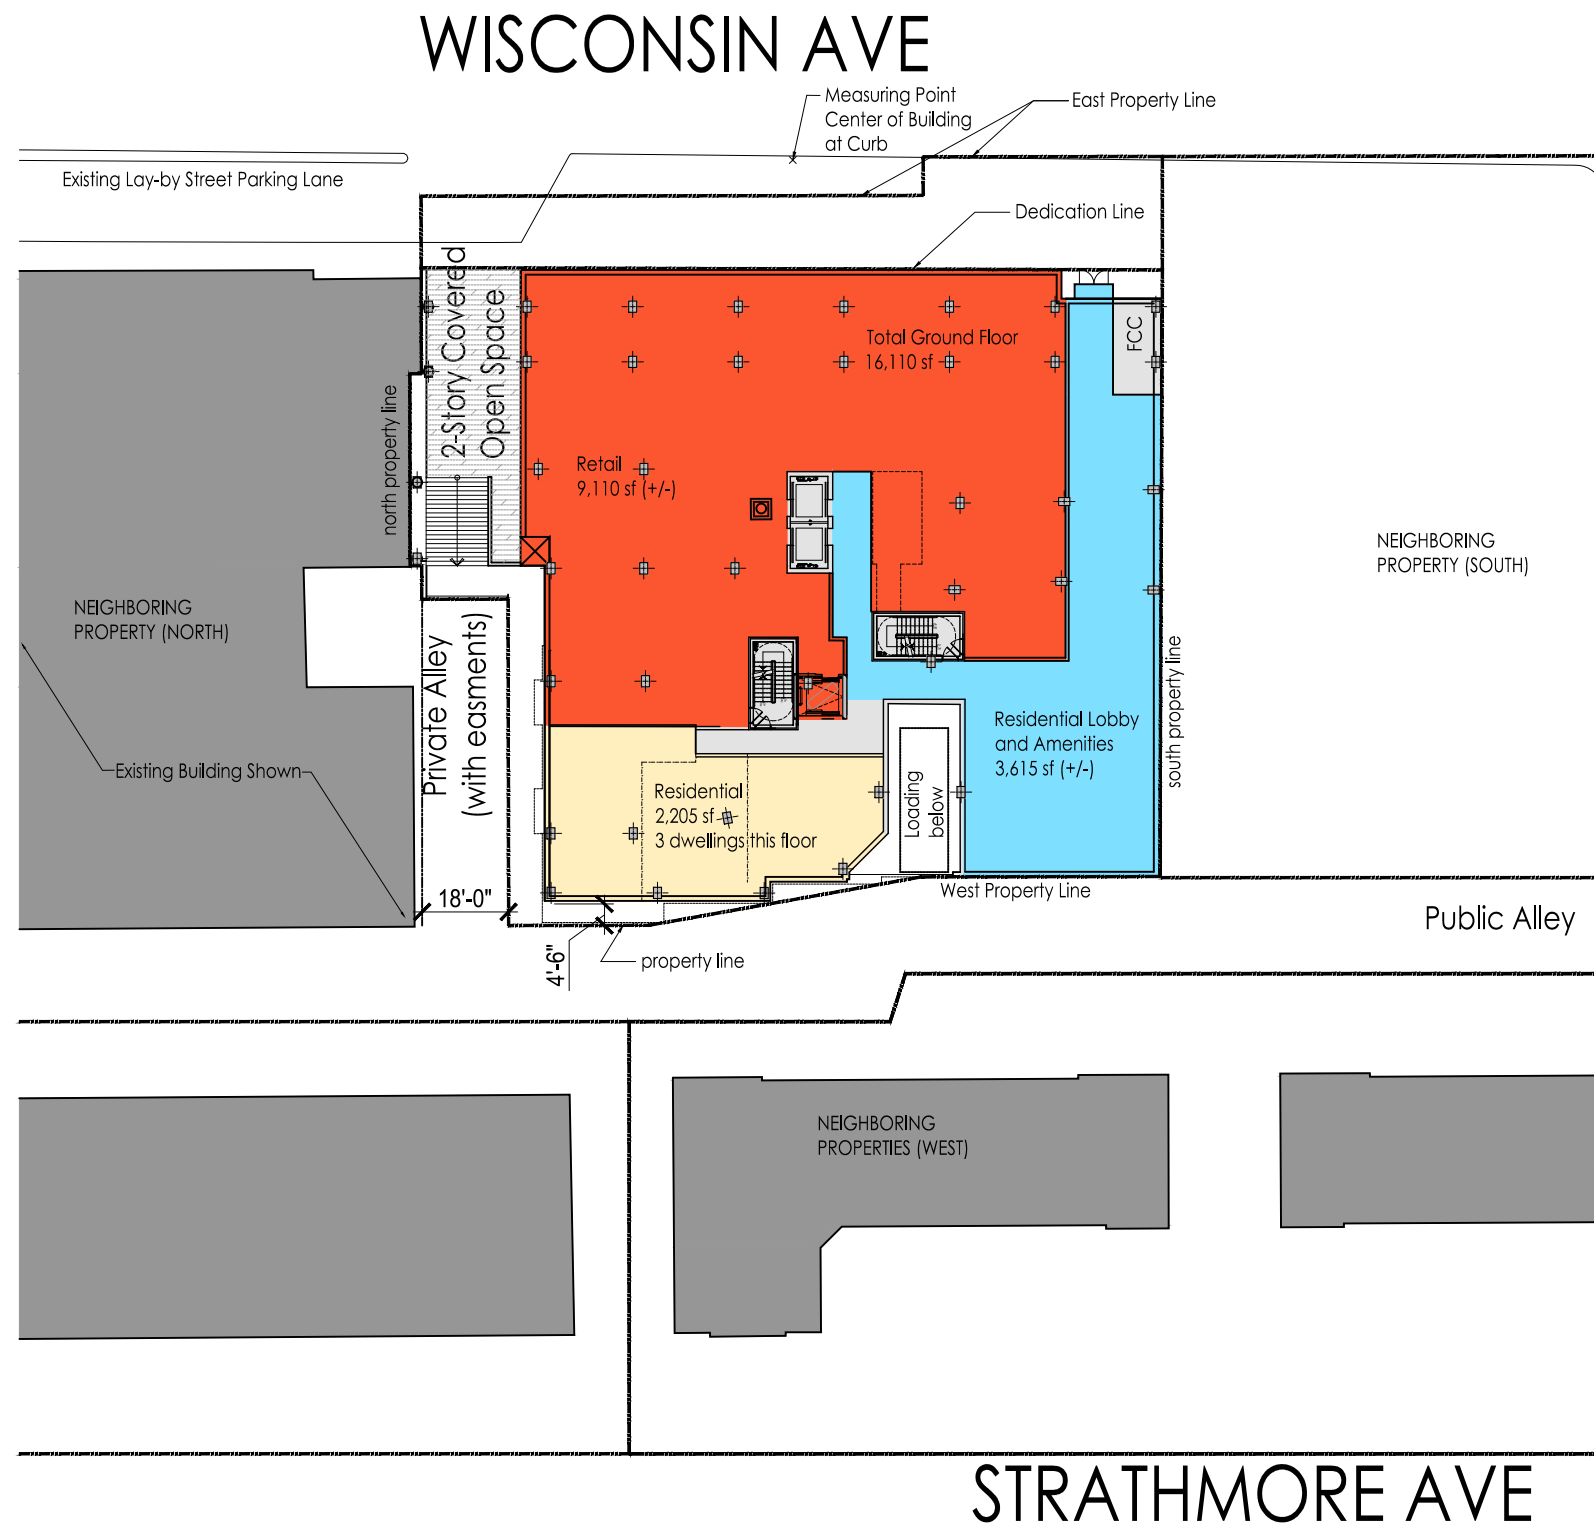 WISCONSIN AVE
Measuring Point
Center of Building
at Curb
East Property Line
Existing Lay-by Street Parking Lane
Dedication Line
2-Story Covered
Open Space
Total Ground Floor
16,110 sf
FCC
north property line
Retail
9,110 sf (+/-)
NEIGHBORING
PROPERTY (SOUTH)
NEIGHBORING
PROPERTY (NORTH)
Private Alley
(with easments)
south property line
Residential Lobby
and Amenities
3,615 sf (+/-)
Existing Building Shown
Residential
2,205 sf
3 dwellings this floor
Loading
below
18'-0"
West Property Line
Public Alley
4'-6"
property line
NEIGHBORING
PROPERTIES (WEST)
STRATHMORE AVE